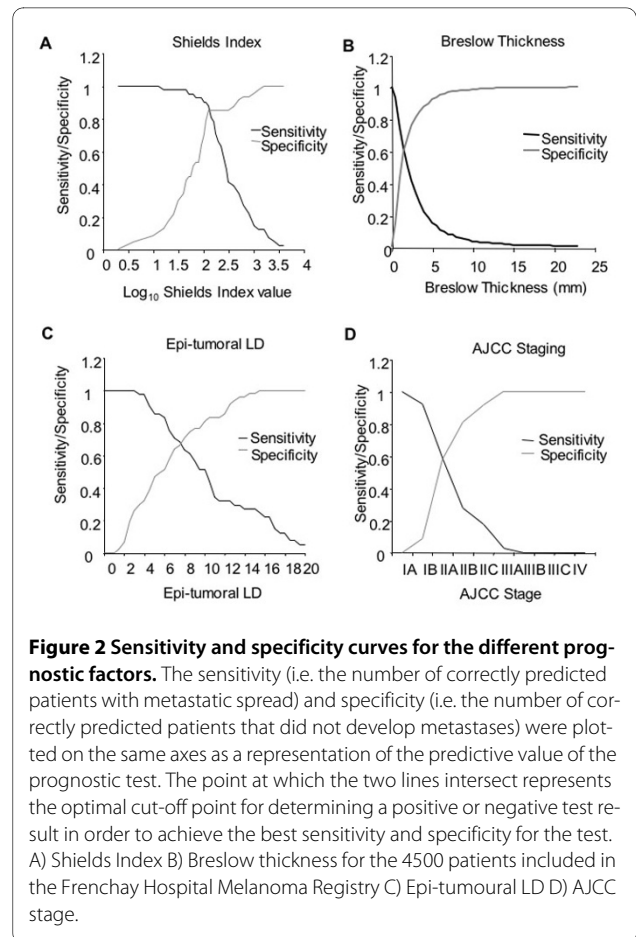 A
Shields Index
1.2
1
0.8
0.6
0.4
0.2
0
Sensitivity/Specificity
Sensitivity
Specificity
0 0.5 1 1.5 2 2.5 3 3.5 4
Log10 Shields Index value
B
Breslow Thickness
1.2
1
0.8
0.6
0.4
0.2
0
Sensitivity/Specificity
Sensitivity
Specificity
0 5 10 15 20 25
Breslow Thickness (mm)
C
Epi-tumoral LD
1.2
1
0.8
0.6
0.4
0.2
0
Sensitivity/Specificity
Sensitivity
Specificity
0 2 4 6 8 10 12 14 16 1820
Epi-tumoral LD
D
AJCC Staging
1.2
1
0.8
0.6
0.4
0.2
0
Sensitivity/Specificity
Sensitivity
Specificity
IA IB IIA IIB IIC IIIAIIIB IIIC IV
AJCC Stage
Figure 2 Sensitivity and specificity curves for the different prog-
nostic factors. The sensitivity (i.e. the number of correctly predicted
patients with metastatic spread) and specificity (i.e. the number of cor-
rectly predicted patients that did not develop metastases) were plot-
ted on the same axes as a representation of the predictive value of the
prognostic test. The point at which the two lines intersect represents
the optimal cut-off point for determining a positive or negative test re-
sult in order to achieve the best sensitivity and specificity for the test.
A) Shields Index B) Breslow thickness for the 4500 patients included in
the Frenchay Hospital Melanoma Registry C) Epi-tumoural LD D) AJCC
stage.